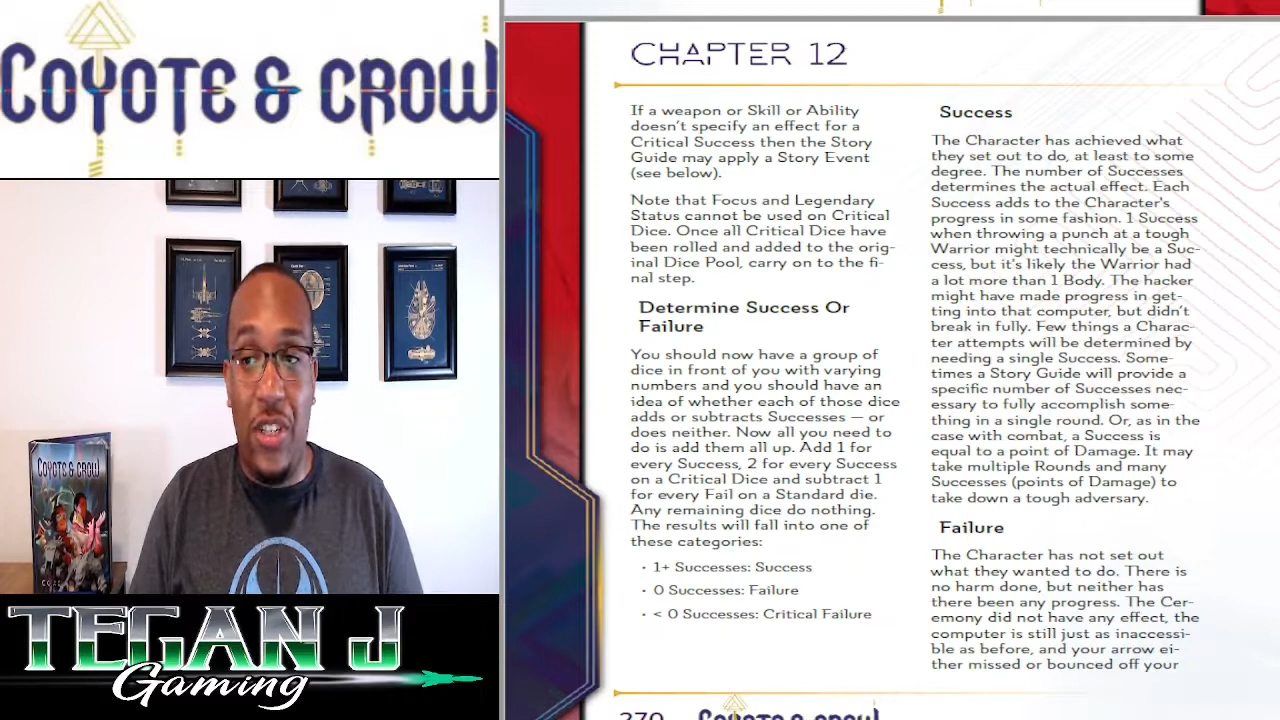 COYOTE & CROW
COYOTE & CROW
TEGAN J
Gaming
CHAPTER 12
If a weapon or Skill or Ability
doesn't specify an effect for a
Critical Success then the Story
Guide may apply a Story Event
(see below).
Note that Focus and Legendary
Status cannot be used on Critical
Dice. Once all Critical Dice have
been rolled and added to the orig-
inal Dice Pool, carry on to the fi-
nal step.
Determine Success Or
Failure
You should now have a group of
dice in front of you with varying
numbers and you should have an
idea of whether each of those dice
adds or subtracts Successes — or
does neither. Now all you need to
do is add them all up. Add 1 for
every Success, 2 for every Success
on a Critical Dice and subtract 1
for every Fail on a Standard die.
Any remaining dice do nothing.
The results will fall into one of
these categories:
• 1+ Successes: Success
• 0 Successes: Failure
• < 0 Successes: Critical Failure
Success
The Character has achieved what
they set out to do, at least to some
degree. The number of Successes
determines the actual effect. Each
Success adds to the Character's
progress in some fashion. 1 Success
when throwing a punch at a tough
Warrior might technically be a Suc-
cess, but it's likely the Warrior had
a lot more than 1 Body. The hacker
might have made progress in get-
ting into that computer, but didn't
break in fully. Few things a Charac-
ter attempts will be determined by
needing a single Success. Some-
times a Story Guide will provide a
specific number of Successes nec-
essary to fully accomplish some-
thing in a single round. Or, as in the
case with combat, a Success is
equal to a point of Damage. It may
take multiple Rounds and many
Successes (points of Damage) to
take down a tough adversary.
Failure
The Character has not set out
what they wanted to do. There is
no harm done, but neither has
there been any progress. The Cer-
emony did not have any effect, the
computer is still just as inaccessi-
ble as before, and your arrow ei-
ther missed or bounced off your
270
COYOTE & CROW